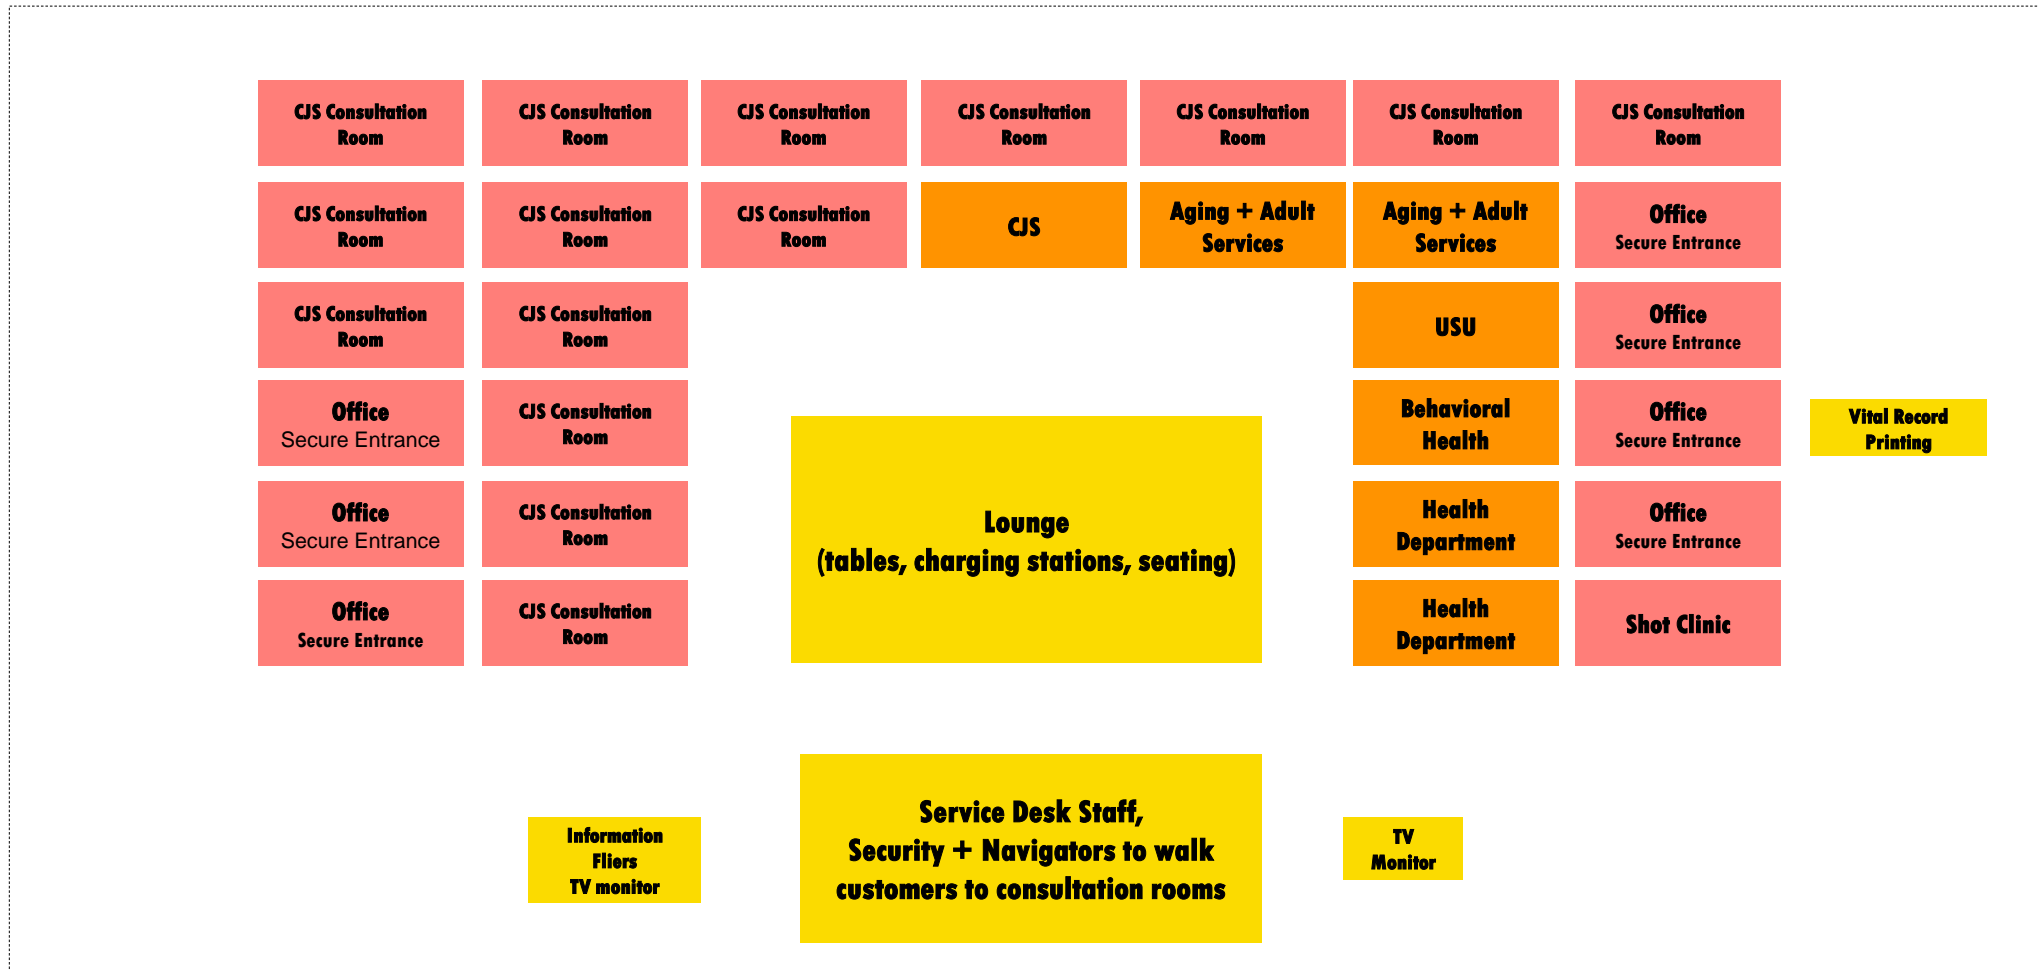 CJS Consultation
Room
CJS Consultation
Room
CJS Consultation
Room
CJS Consultation
Room
CJS Consultation
Room
CJS Consultation
Room
CJS Consultation
Room
CJS Consultation
Room
CJS Consultation
Room
CJS Consultation
Room
CJS
Aging + Adult
Services
Aging + Adult
Services
Office
Secure Entrance
CJS Consultation
Room
CJS Consultation
Room
USU
Office
Secure Entrance
Office
Secure Entrance
CJS Consultation
Room
Behavioral
Health
Office
Secure Entrance
Vital Record
Printing
Office
Secure Entrance
CJS Consultation
Room
Lounge
(tables, charging stations, seating)
Health
Department
Office
Secure Entrance
Office
Secure Entrance
CJS Consultation
Room
Health
Department
Shot Clinic
Information
Fliers
TV monitor
Service Desk Staff,
Security + Navigators to walk
customers to consultation rooms
TV
Monitor